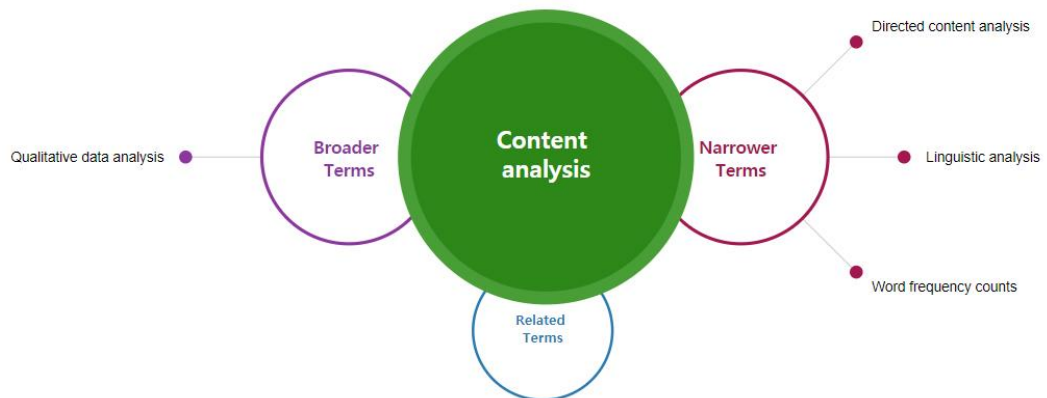 Directed content analysis
Content
analysis
Broader
Terms
Narrower
Terms
Qualitative data analysis
Linguistic analysis
Word frequency counts
Related
Terms